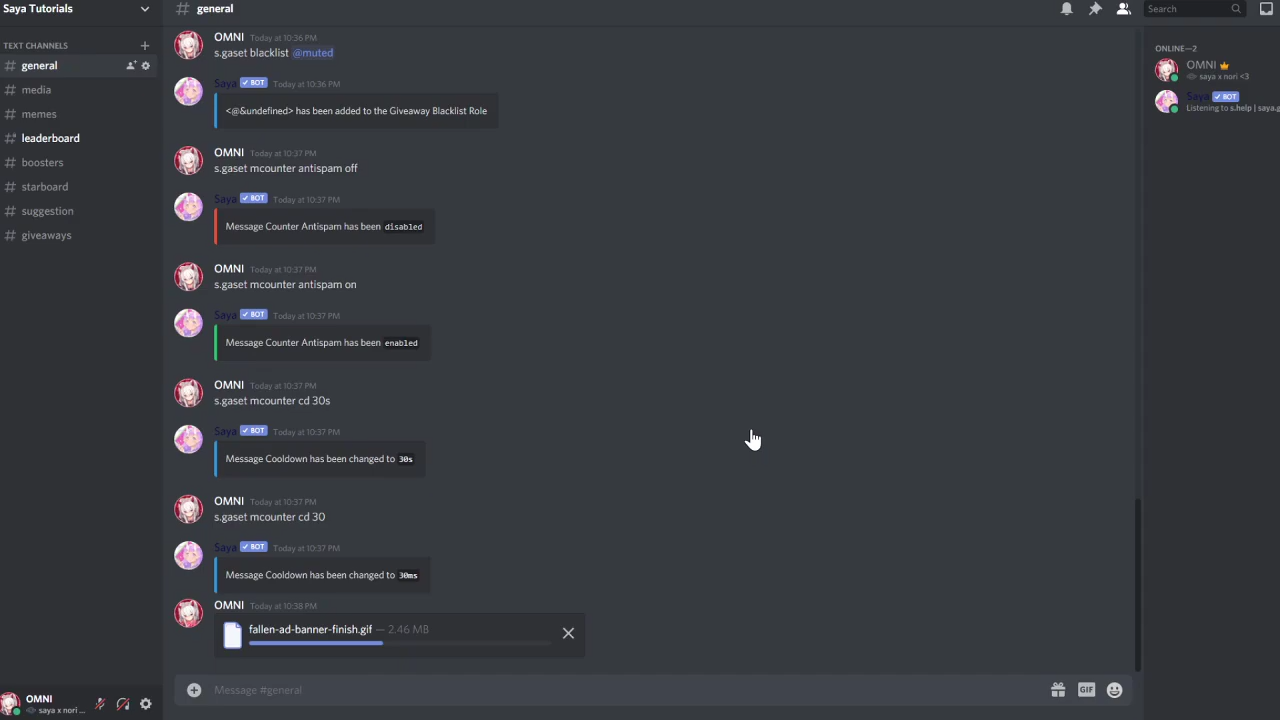 Saya Tutorials
TEXT CHANNELS
general
media
memes
leaderboard
boosters
starboard
suggestion
giveaways
OMNI
saya x nori ...
general
Search
OMNI Today at 10:36 PM
s.gaset blacklist @muted
Saya BOT Today at 10:36 PM
<@&undefined> has been added to the Giveaway Blacklist Role
OMNI Today at 10:37 PM
s.gaset mcounter antispam off
Saya BOT Today at 10:37 PM
Message Counter Antispam has been disabled
OMNI Today at 10:37 PM
s.gaset mcounter antispam on
Saya BOT Today at 10:37 PM
Message Counter Antispam has been enabled
OMNI Today at 10:37 PM
s.gaset mcounter cd 30s
Saya BOT Today at 10:37 PM
Message Cooldown has been changed to 30s
OMNI Today at 10:37 PM
s.gaset mcounter cd 30
Saya BOT Today at 10:37 PM
Message Cooldown has been changed to 30ms
OMNI Today at 10:38 PM
fallen-ad-banner-finish.gif — 2.46 MB
Message #general
GIF
ONLINE—2
OMNI
saya x nori <3
Saya BOT
Listening to s.help | saya.g